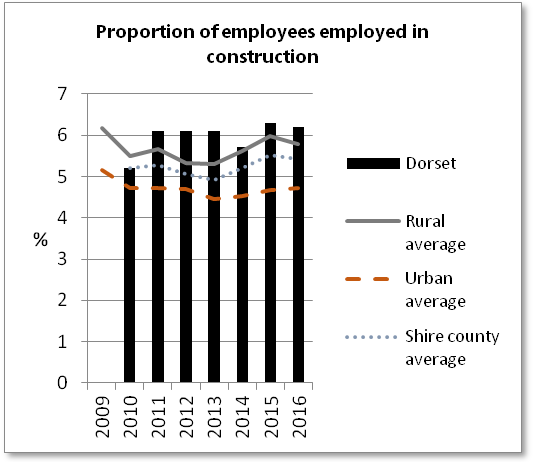 Proportion of employees employed in
construction
7
6
5
4
3
2
1
0
%
2009
2010
2011
2012
2013
2014
2015
2016
Dorset
Rural
average
Urban
average
Shire county
average